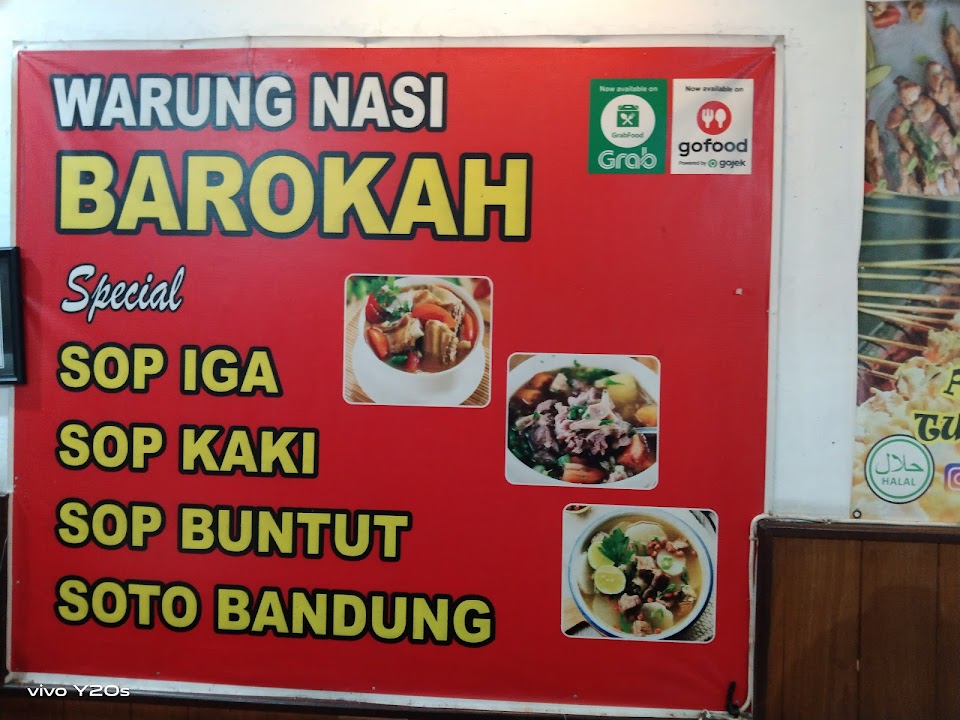 WARUNG NASI
BAROKAH
Special
SOP IGA
SOP KAKI
SOP BUNTUT
SOTO BANDUNG
Now available on
GrabFood
Grab
Now available on
gofood
Powered by gojek
حلال
HALAL
vivo Y20s